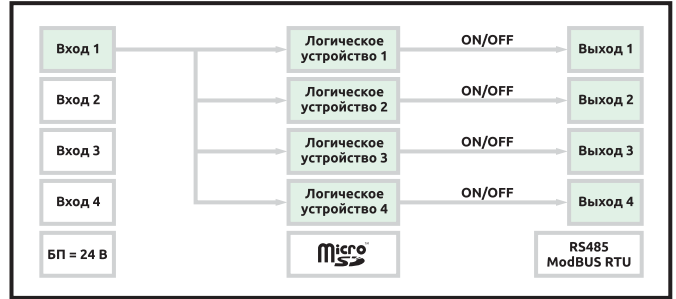 Вход 1
Логическое
устройство 1
ON/OFF
Выход 1
Вход 2
Логическое
устройство 2
ON/OFF
Выход 2
Вход 3
Логическое
устройство 3
ON/OFF
Выход 3
Вход 4
Логическое
устройство 4
ON/OFF
Выход 4
БП = 24 В
Micro
SD
™
RS485
ModBUS RTU